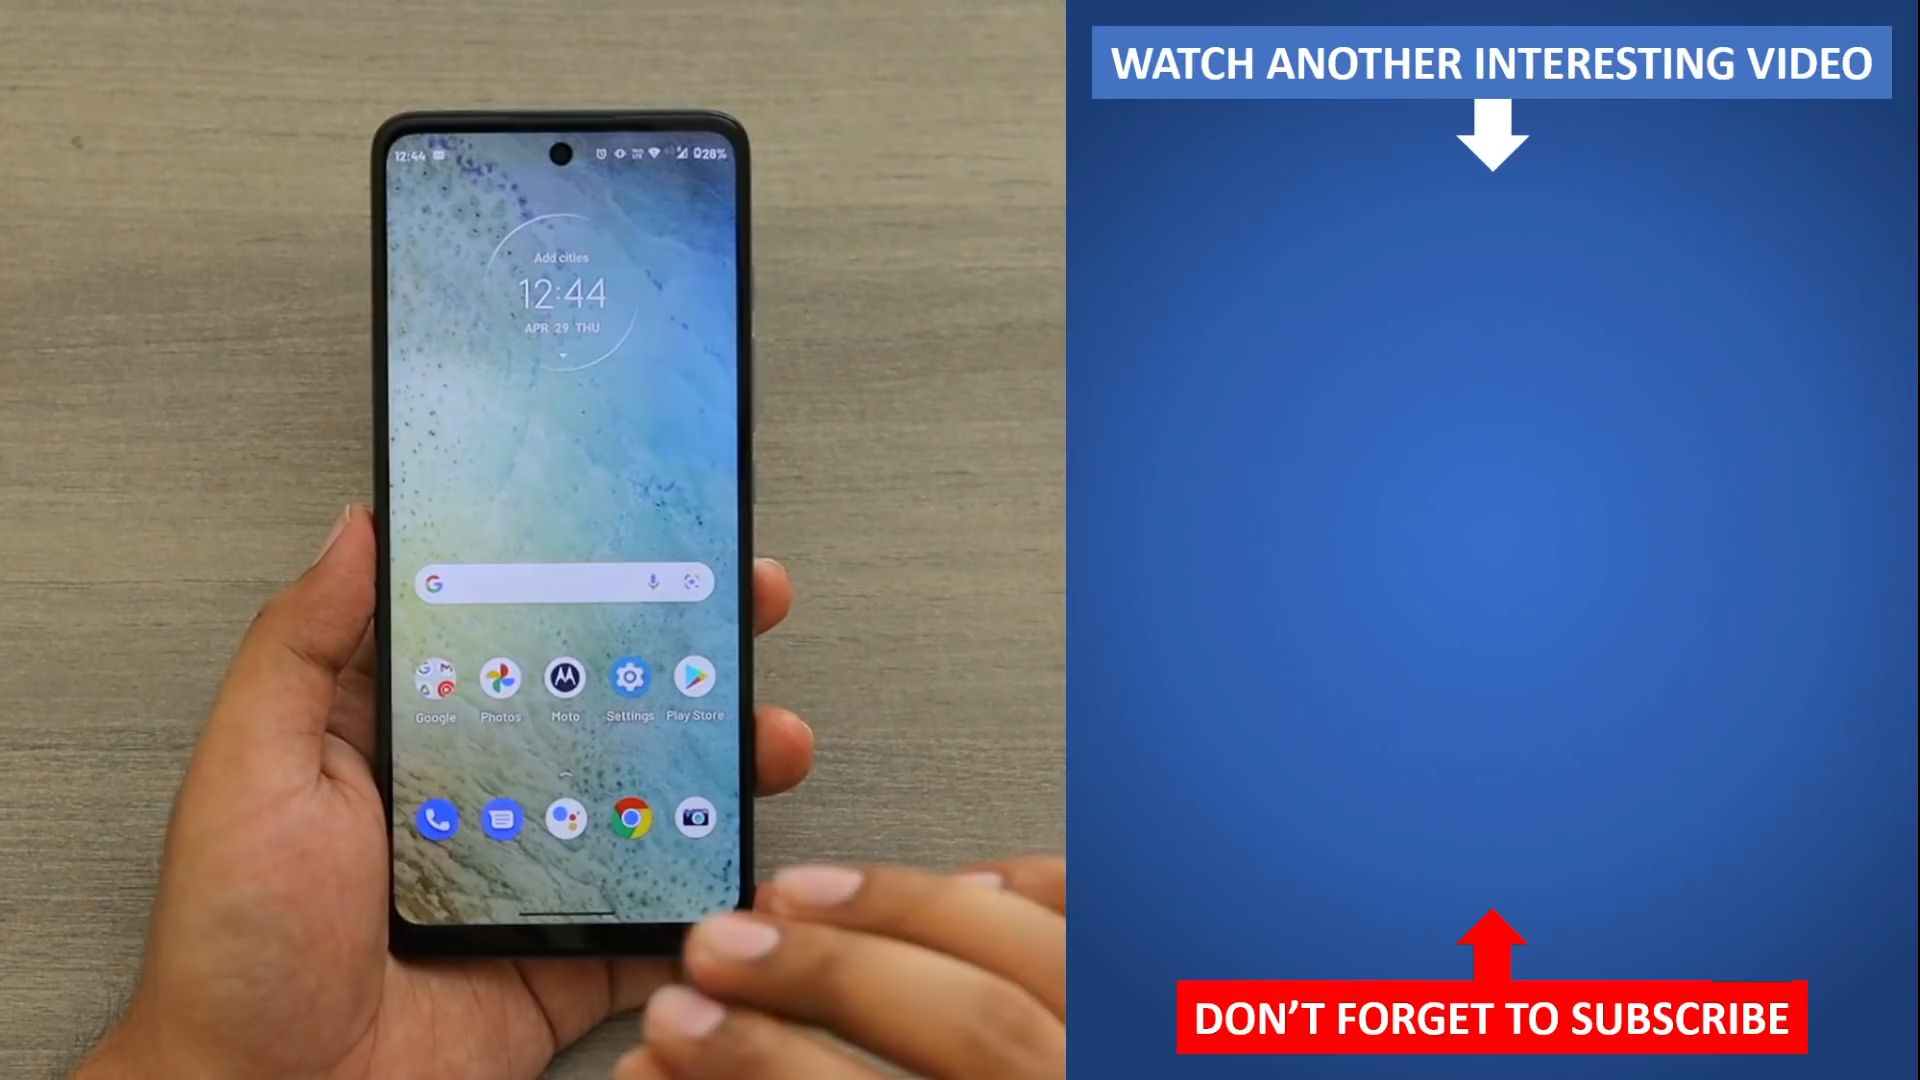 12:44
26%
Add cities
12:44
APR 29 THU
Google
Photos
Moto
Settings
Play Store
WATCH ANOTHER INTERESTING VIDEO
DON'T FORGET TO SUBSCRIBE